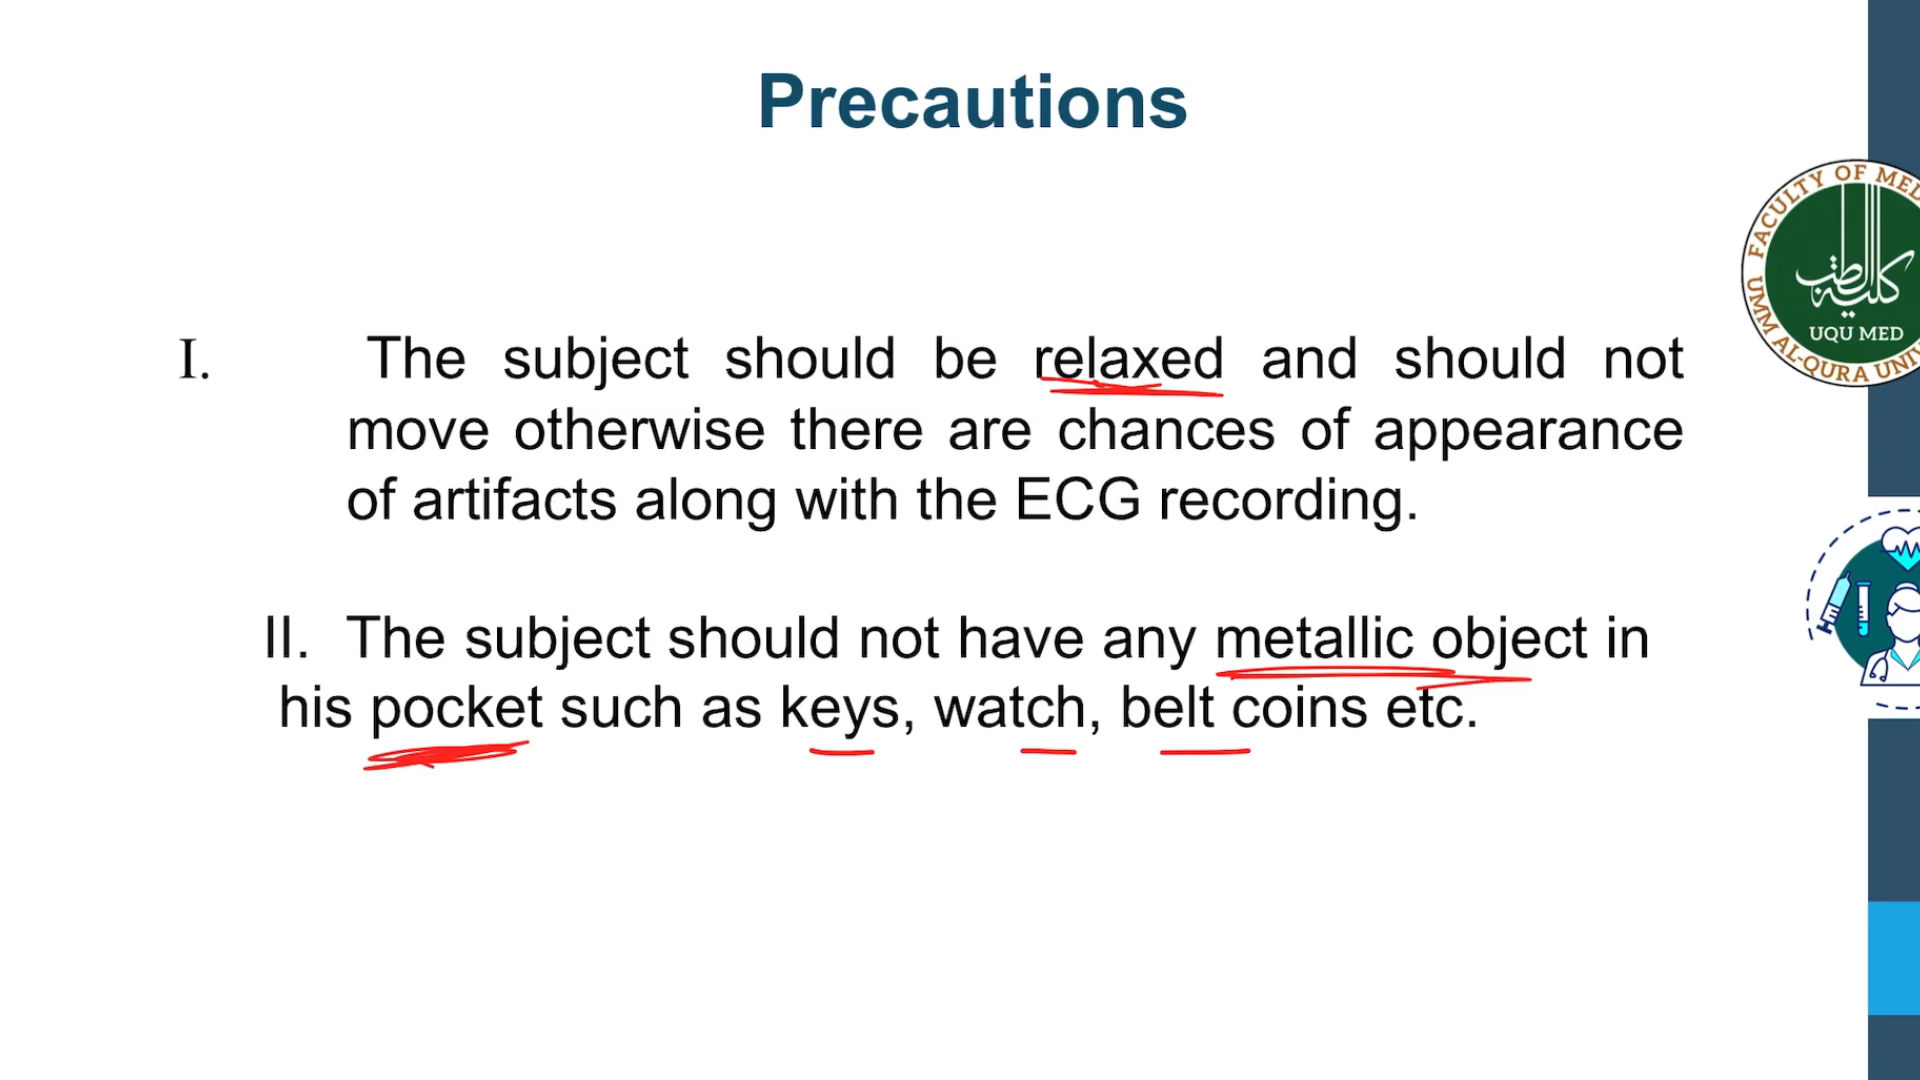 Precautions
I. The subject should be relaxed and should not
move otherwise there are chances of appearance
of artifacts along with the ECG recording.
II. The subject should not have any metallic object in
his pocket such as keys, watch, belt coins etc.
FACULTY OF MED
كلية الطب
UQU MED
UMM AL-QURA UNIV